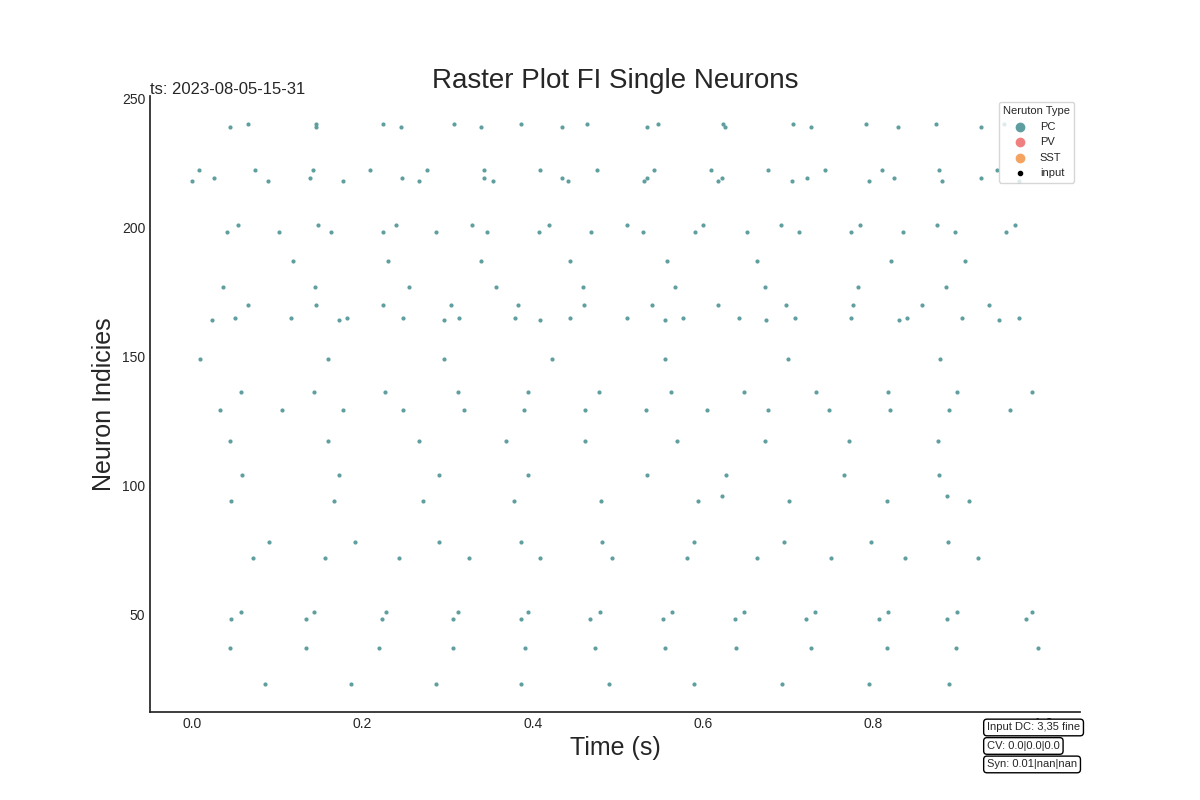 Raster Plot FI Single Neurons
ts: 2023-08-05-15-31
250
200
150
100
50
Neuron Indicies
Neruton Type
PC
PV
SST
input
0.0 0.2 0.4 0.6 0.8
Time (s)
Input DC: 3,35 fine
CV: 0.0|0.0|0.0
Syn: 0.01|nan|nan